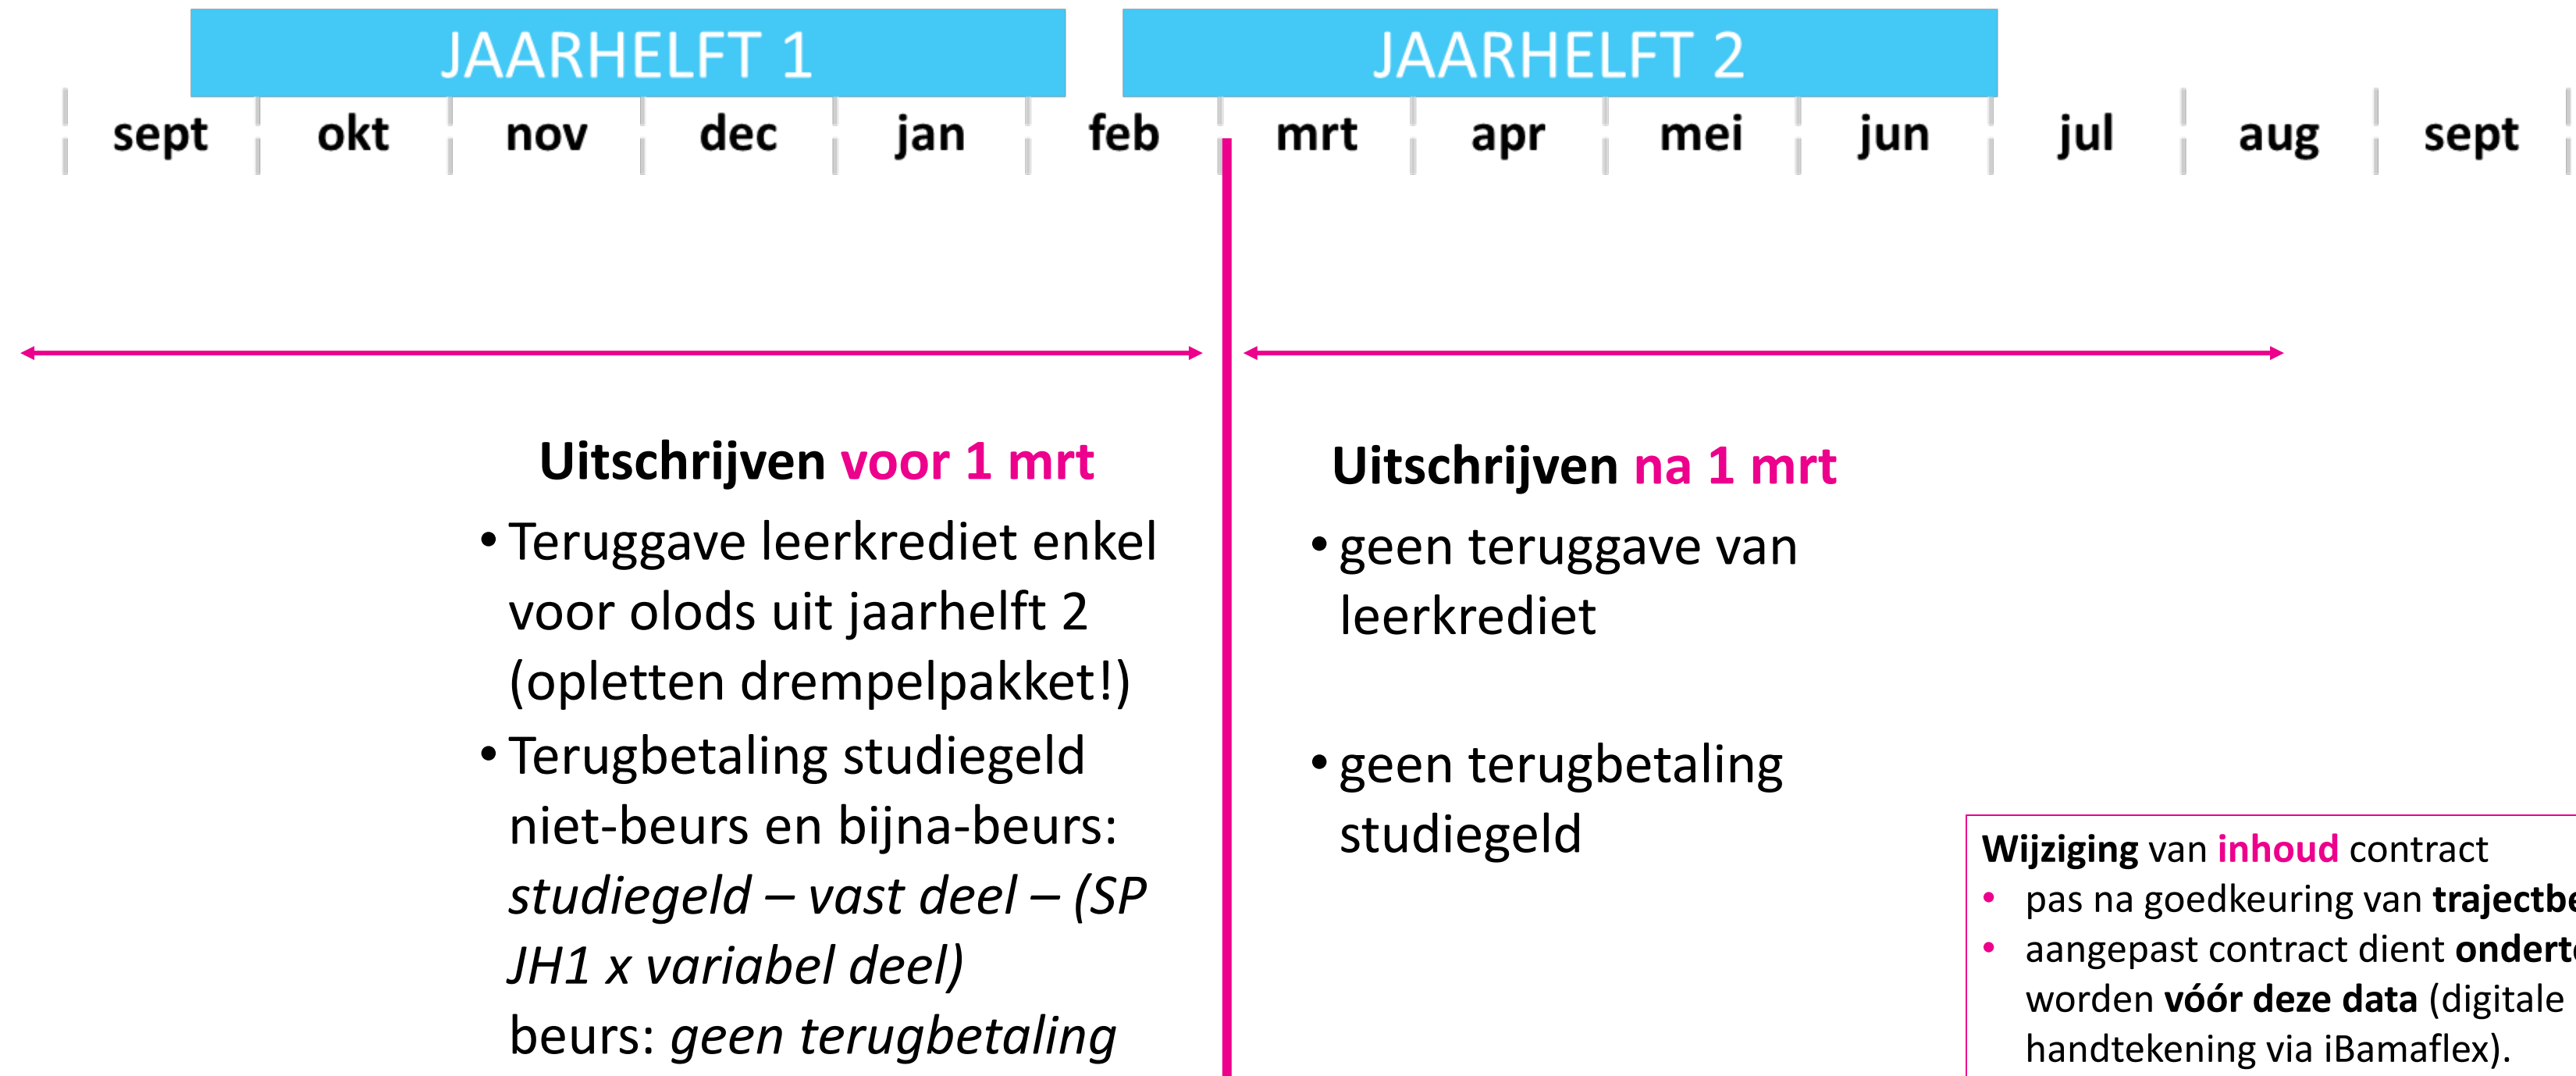 JAARHELFT 1
JAARHELFT 2
sept okt nov dec jan feb mrt apr mei jun jul aug sept
Uitschrijven voor 1 mrt
• Teruggave leerkrediet enkel
voor olods uit jaarhelft 2
(opletten drempelpakket!)
• Terugbetaling studiegeld
niet-beurs en bijna-beurs:
studiegeld – vast deel – (SP
JH1 x variabel deel)
beurs: geen terugbetaling
Uitschrijven na 1 mrt
• geen teruggave van
leerkrediet
• geen terugbetaling
studiegeld
Wijziging van inhoud contract
• pas na goedkeuring van
• aangepast contract dient
worden vóór deze data (digitale
handtekening via iBamaflex).